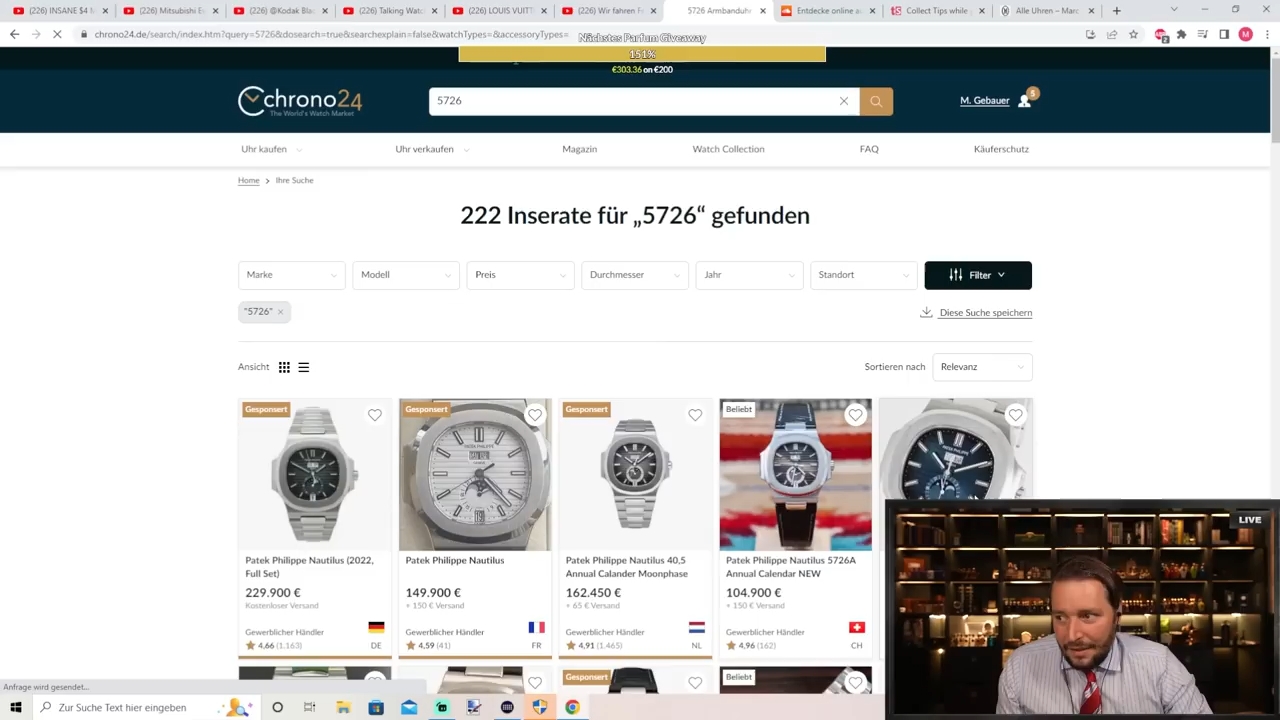 (226) INSANE $4 M
(226) Mitsubishi Es
(226) @Kodak Bla
(226) Talking Watc
(226) LOUIS VUITT
(226) Wir fahren F
5726 Armbanduhr
Entdecke online au
Collect Tips while
Alle Uhren – Marc
chrono24.de/search/index.htm?query=5726&dosearch=true&searchexplain=false&watchTypes=&accessoryTypes=
Nächstes Parfum Giveaway
151%
€303.36 on €200
chrono24
The World's Watch Market
5726
M. Gebauer
5
Uhr kaufen
Uhr verkaufen
Magazin
Watch Collection
FAQ
Käuferschutz
Home > Ihre Suche
222 Inserate für „5726“ gefunden
Marke
Modell
Preis
Durchmesser
Jahr
Standort
Filter
"5726" ×
Diese Suche speichern
Ansicht
Sortieren nach
Relevanz
Gesponsert
Gesponsert
Gesponsert
Beliebt
Patek Philippe Nautilus (2022,
Full Set)
229.900 €
Kostenloser Versand
Gewerblicher Händler
4,66 (1.163)
DE
Patek Philippe Nautilus
149.900 €
+ 150 € Versand
Gewerblicher Händler
4,59 (41)
FR
Patek Philippe Nautilus 40,5
Annual Calander Moonphase
162.450 €
+ 65 € Versand
Gewerblicher Händler
4,91 (1.465)
NL
Patek Philippe Nautilus 5726A
Annual Calendar NEW
104.900 €
+ 150 € Versand
Gewerblicher Händler
4,96 (162)
CH
LIVE
Gesponsert
Beliebt
Anfrage wird gesendet...
Zur Suche Text hier eingeben